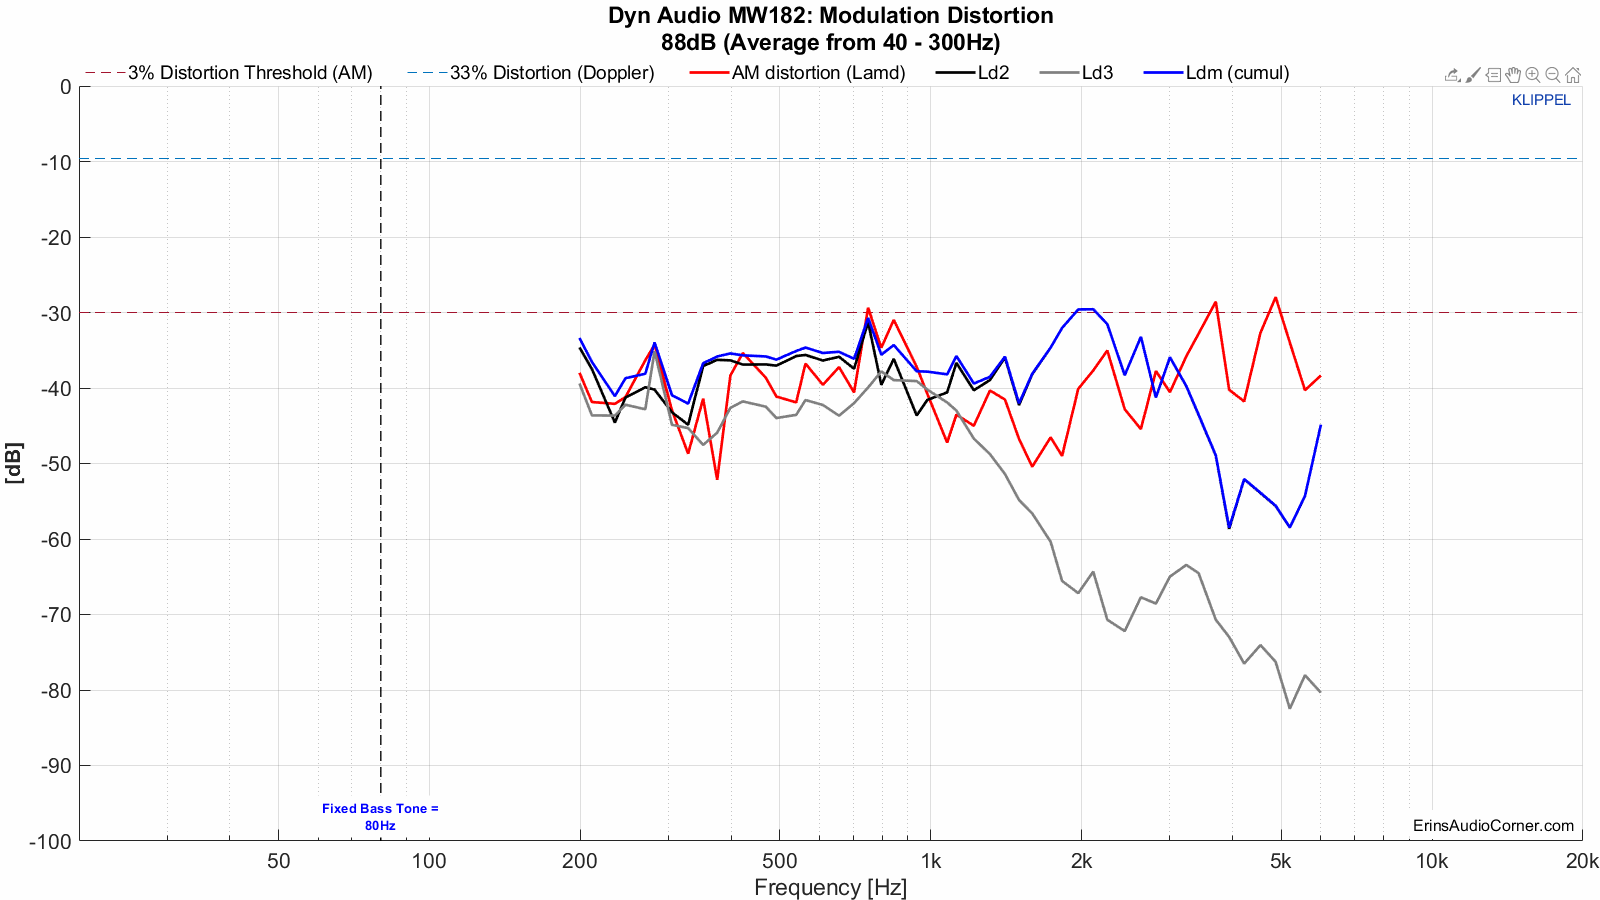 Dyn Audio MW182: Modulation Distortion
88dB (Average from 40 - 300Hz)
3% Distortion Threshold (AM) 33% Distortion (Doppler) AM distortion (Lamd) Ld2 Ld3 Ldm (cumul)
KLIPPEL
0
-10
-20
-30
-40
-50
-60
-70
-80
-90
-100
[dB]
Fixed Bass Tone =
80Hz
ErinsAudioCorner.com
50 100 200 500 1k 2k 5k 10k 20k
Frequency [Hz]